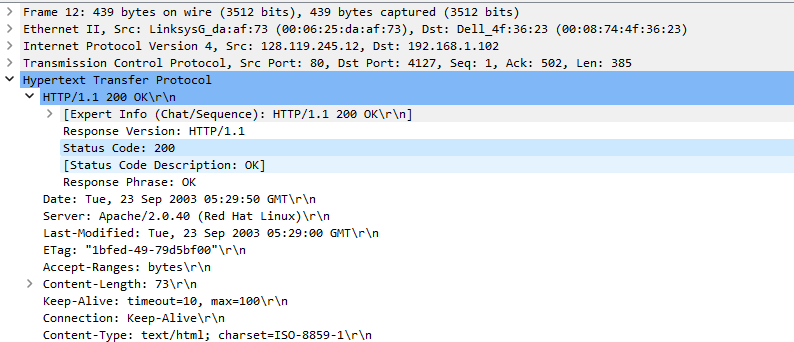 Frame 12: 439 bytes on wire (3512 bits), 439 bytes captured (3512 bits)
Ethernet II, Src: LinksysG_da:af:73 (00:06:25:da:af:73), Dst: Dell_4f:36:23 (00:08:74:4f:36:23)
Internet Protocol Version 4, Src: 128.119.245.12, Dst: 192.168.1.102
Transmission Control Protocol, Src Port: 80, Dst Port: 4127, Seq: 1, Ack: 502, Len: 385
Hypertext Transfer Protocol
HTTP/1.1 200 OK\r\n
[Expert Info (Chat/Sequence): HTTP/1.1 200 OK\r\n]
Response Version: HTTP/1.1
Status Code: 200
[Status Code Description: OK]
Response Phrase: OK
Date: Tue, 23 Sep 2003 05:29:50 GMT\r\n
Server: Apache/2.0.40 (Red Hat Linux)\r\n
Last-Modified: Tue, 23 Sep 2003 05:29:00 GMT\r\n
ETag: "1bfed-49-79d5bf00"\r\n
Accept-Ranges: bytes\r\n
Content-Length: 73\r\n
Keep-Alive: timeout=10, max=100\r\n
Connection: Keep-Alive\r\n
Content-Type: text/html; charset=ISO-8859-1\r\n